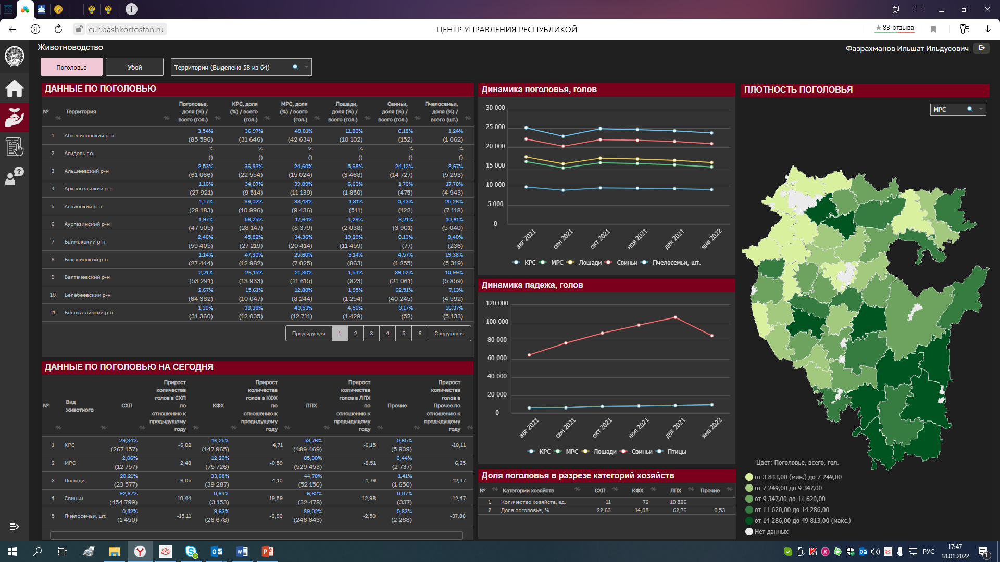 ES
cur.bashkortostan.ru
ЦЕНТР УПРАВЛЕНИЯ РЕСПУБЛИКОЙ
★ 83 отзыва
Животноводство
Фазрахманов Ильшат Ильдусович
Поголовье
Убой
Территории (Выделено 58 из 64)
ДАННЫЕ ПО ПОГОЛОВЬЮ
№ Территория Поголовье, доля (%) / всего (гол.) КРС, доля (%) / всего (гол.) МРС, доля (%) / всего (гол.) Лошади, доля (%) / всего (гол.) Свиньи, доля (%) / всего (гол.) Пчелосемьи, доля (%) / всего (шт.)
1 Абзелиловский р-н 3,54% (85 596) 36,97% (31 646) 49,81% (42 634) 11,80% (10 102) 0,18% (152) 1,24% (1 062)
2 Агидель г.о. % () % () % () % () % () % ()
3 Альшеевский р-н 2,53% (61 066) 36,93% (22 554) 24,60% (15 024) 5,68% (3 468) 24,12% (14 727) 8,67% (5 293)
4 Архангельский р-н 1,16% (27 921) 34,07% (9 514) 39,89% (11 139) 6,63% (1 850) 1,70% (475) 17,70% (4 943)
5 Аскинский р-н 1,17% (28 183) 39,02% (10 996) 33,48% (9 436) 1,81% (511) 0,43% (122) 25,26% (7 118)
6 Аургазинский р-н 1,97% (47 505) 59,25% (28 147) 17,64% (8 379) 4,29% (2 038) 8,21% (3 901) 10,61% (5 040)
7 Баймакский р-н 2,46% (59 405) 45,82% (27 219) 34,36% (20 414) 19,29% (11 459) 0,13% (77) 0,40% (236)
8 Бакалинский р-н 1,14% (27 444) 47,30% (12 982) 25,60% (7 025) 3,14% (863) 4,57% (1 255) 19,38% (5 319)
9 Балтачевский р-н 2,21% (53 291) 26,15% (13 933) 21,80% (11 615) 1,54% (823) 39,52% (21 061) 10,99% (5 859)
10 Белебеевский р-н 2,67% (64 382) 15,61% (10 047) 12,80% (8 244) 1,95% (1 254) 62,51% (40 245) 7,13% (4 592)
11 Белокатайский р-н 1,30% (31 360) 38,38% (12 035) 40,53% (12 711) 4,56% (1 429) 0,17% (52) 16,37% (5 133)
Предыдущая 1 2 3 4 5 6 Следующая
ДАННЫЕ ПО ПОГОЛОВЬЮ НА СЕГОДНЯ
№ Вид животного СХП Прирост количества голов в СХП по отношению к предыдущему году КФХ Прирост количества голов в КФХ по отношению к предыдущему году ЛПХ Прирост количества голов в ЛПХ по отношению к предыдущему году Прочие Прирост количества голов в Прочее по отношению к предыдущему году
1 КРС 29,34% (267 157) -6,02 16,25% (147 965) 4,71 53,76% (489 469) -6,15 0,65% (5 939) -10,11
2 МРС 2,06% (12 757) 2,48 12,20% (75 726) -0,59 85,30% (529 453) -8,51 0,44% (2 737) 6,25
3 Лошади 20,21% (23 577) -6,05 33,68% (39 287) 4,10 44,70% (52 150) -1,79 1,41% (1 650) -12,47
4 Свиньи 92,67% (454 799) 10,44 0,64% (3 153) -19,59 6,62% (32 478) -12,98 0,07% (337) -12,47
5 Пчелосемьи, шт. 0,52% (1 450) -15,11 9,63% (26 678) -0,90 89,02% (246 643) -2,50 0,83% (2 288) -37,86
Динамика поголовья, голов
30 000
25 000
20 000
15 000
10 000
5 000
0
авг 2021 сен 2021 окт 2021 ноя 2021 дек 2021 янв 2022
КРС МРС Лошади Свиньи Пчелосемьи, шт.
Динамика падежа, голов
120 000
100 000
80 000
60 000
40 000
20 000
0
авг 2021 сен 2021 окт 2021 ноя 2021 дек 2021 янв 2022
КРС МРС Лошади Свиньи Птицы
Доля поголовья в разрезе категорий хозяйств
№ Категории хозяйств СХП КФХ ЛПХ Прочие
1 Количество хозяйств, ед. 11 72 10 826
2 Доля поголовья, % 22,63 14,08 62,76 0,53
ПЛОТНОСТЬ ПОГОЛОВЬЯ
МРС
Цвет: Поголовье, всего, гол.
от 3 833,00 (мин.) до 7 249,00
от 7 249,00 до 9 347,00
от 9 347,00 до 11 620,00
от 11 620,00 до 14 286,00
от 14 286,00 до 49 813,00 (макс.)
Нет данных
РУС
17:47
18.01.2022
1